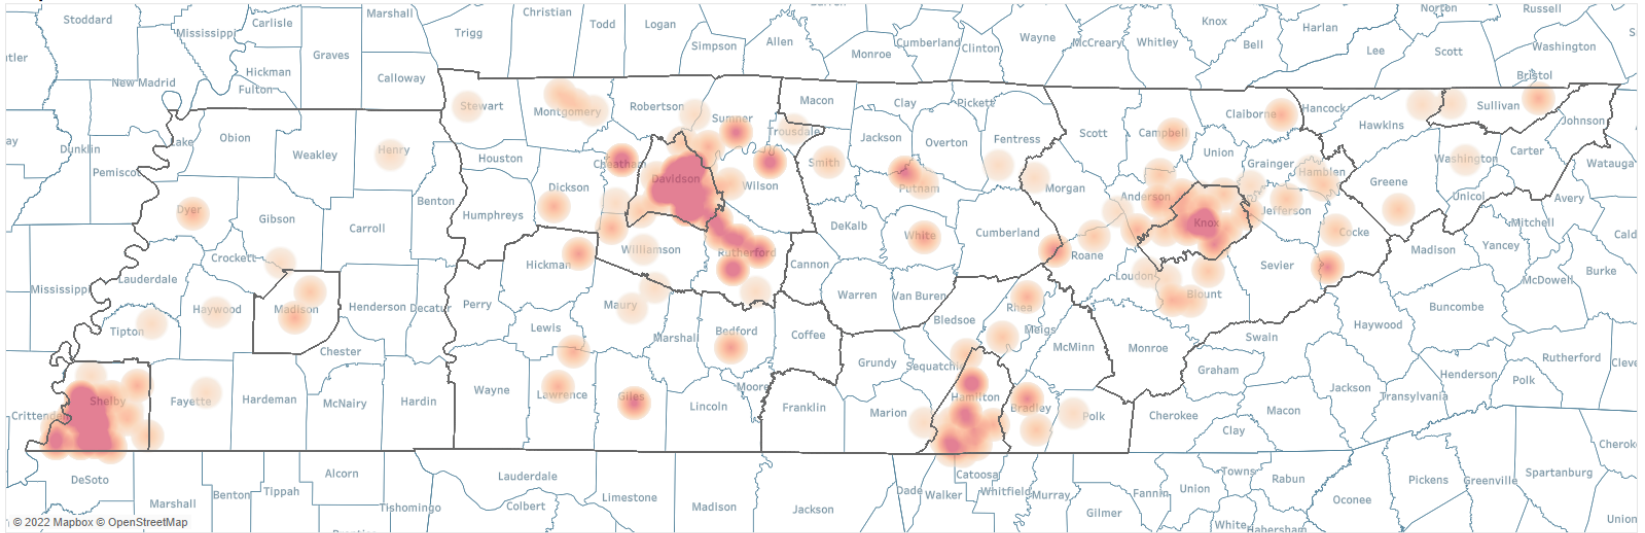 Stoddard
Carlisle
Mississippi
Marshall
Graves
Hickman
Fulton
New Madrid
Calloway
Trigg
Christian
Todd
Logan
Simpson
Allen
Monroe
Cumberland
Clinton
Wayne
McCreary
Whitley
Knox
Bell
Harlan
Lee
Norton
Scott
Russell
Washington
Bristol
Dunklin
Pemiscot
Lake
Obion
Weakley
Henry
Stewart
Montgomery
Robertson
Sumner
Macon
Trousdale
Clay
Pickett
Jackson
Overton
Fentress
Scott
Campbell
Claiborne
Hancock
Hawkins
Sullivan
Johnson
Houston
Cheatham
Dickson
Davidson
Wilson
Smith
Putnam
Morgan
Anderson
Union
Grainger
Hamblen
Greene
Washington
Carter
Unicoi
Watauga
Avery
Mitchell
Dyer
Gibson
Carroll
Benton
Humphreys
Williamson
Rutherford
DeKalb
White
Cumberland
Roane
Knox
Jefferson
Cocke
Sevier
Loudon
Blount
Madison
Yancey
McDowell
Burke
Buncombe
Haywood
Crockett
Lauderdale
Mississippi
Tipton
Haywood
Madison
Henderson
Decatur
Perry
Hickman
Lewis
Maury
Marshall
Bedford
Cannon
Coffee
Warren
Van Buren
Bledsoe
Rhea
Meigs
McMinn
Monroe
Swain
Graham
Jackson
Henderson
Transylvania
Polk
Rutherford
Chester
Crittenden
Shelby
Fayette
Hardeman
McNairy
Hardin
Wayne
Lawrence
Giles
Lincoln
Moore
Franklin
Grundy
Sequatchie
Marion
Hamilton
Bradley
Polk
Cherokee
Clay
Macon
DeSoto
Marshall
Benton
Tippah
Alcorn
Tishomingo
Lauderdale
Colbert
Limestone
Madison
Jackson
Dade
Walker
Catoosa
Whitfield
Murray
Gilmer
Fannin
Union
Towns
White
Habersham
Rabun
Oconee
Pickens
Greenville
Spartanburg
Union
© 2022 Mapbox © OpenStreetMap